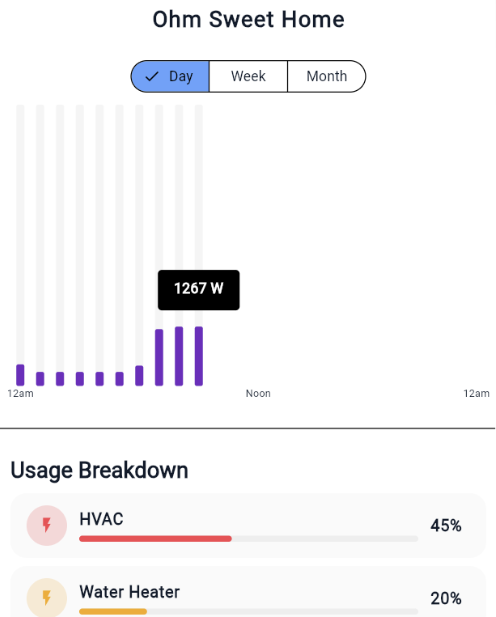 Ohm Sweet Home
Day Week Month
1267 W
12am Noon 12am
Usage Breakdown
HVAC 45%
Water Heater 20%